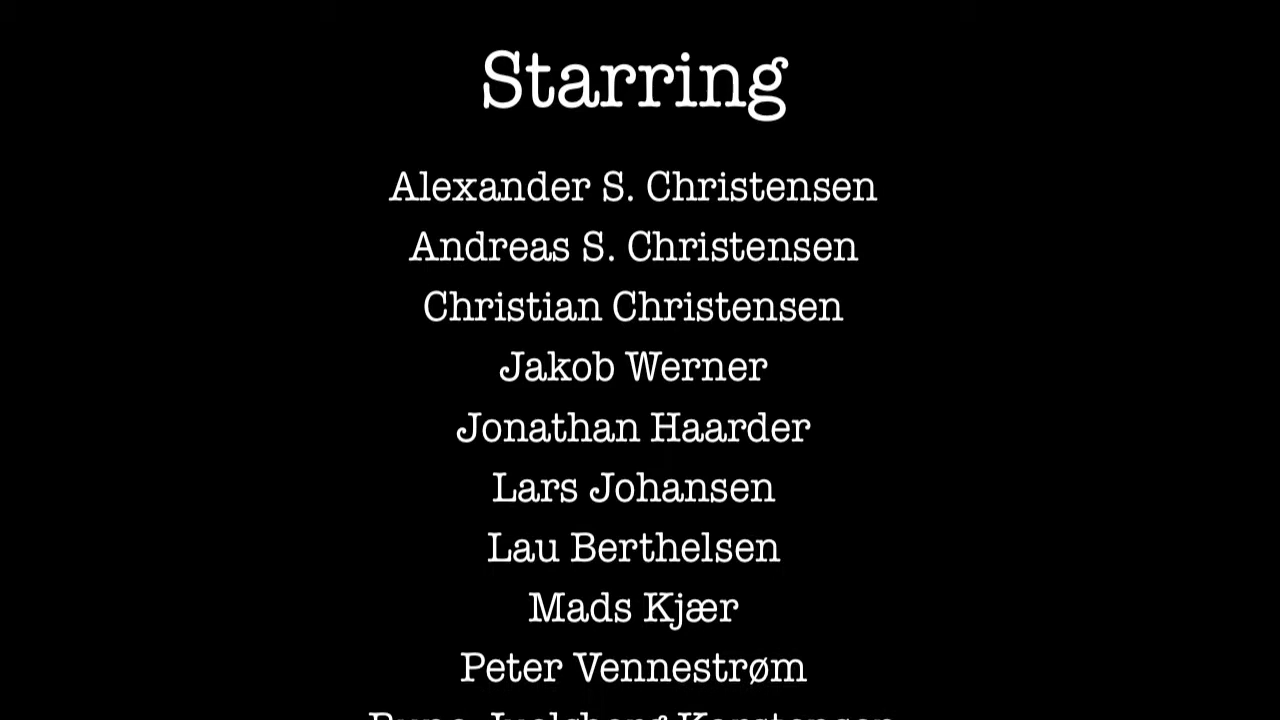 Starring
Alexander S. Christensen
Andreas S. Christensen
Christian Christensen
Jakob Werner
Jonathan Haarder
Lars Johansen
Lau Berthelsen
Mads Kjær
Peter Vennestrøm